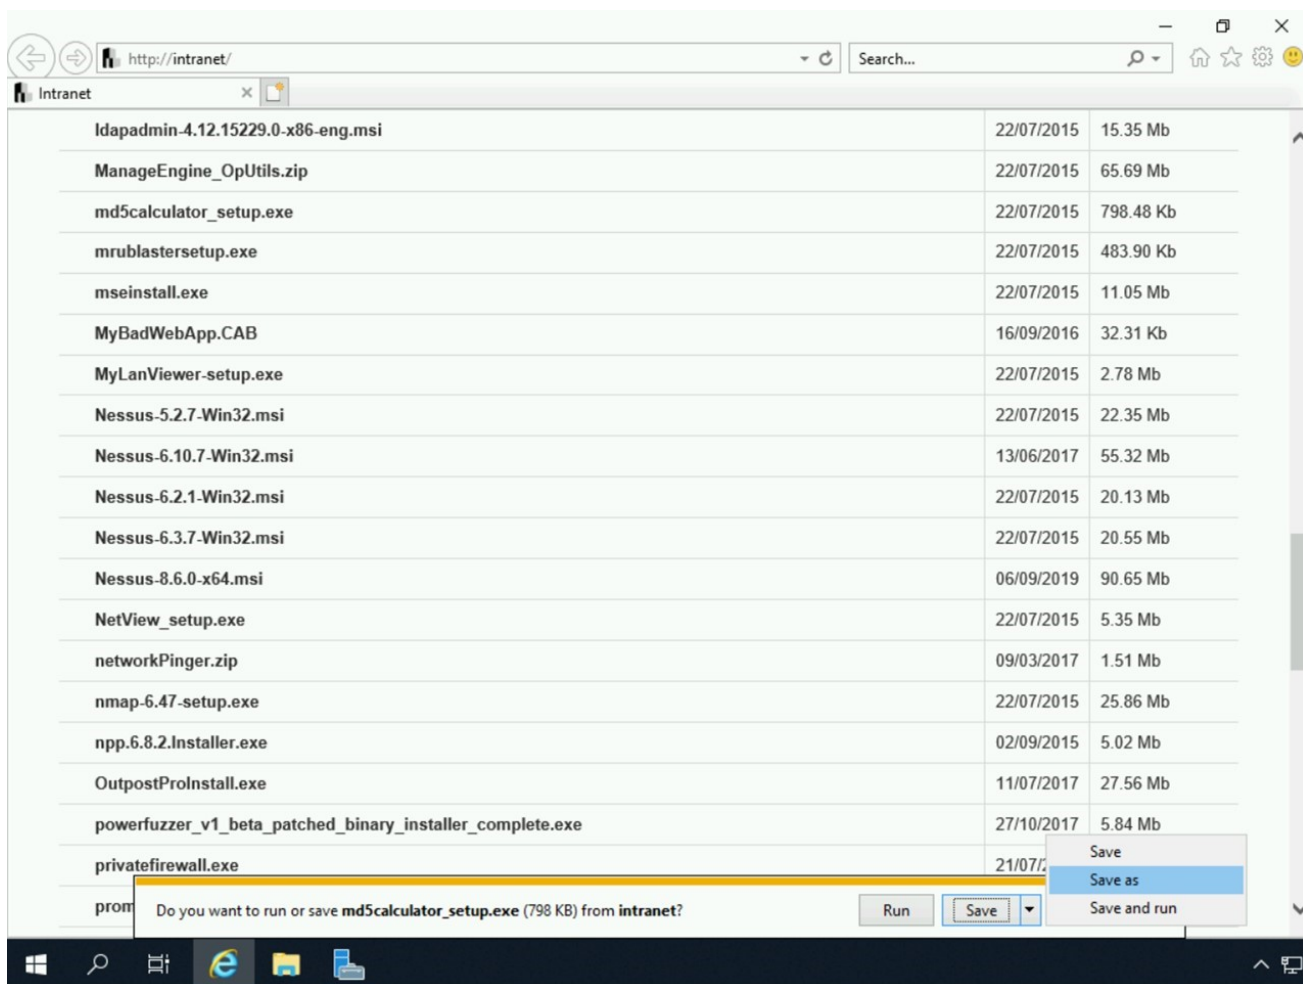 http://intranet/
Search...
Intranet
ldapadmin-4.12.15229.0-x86-eng.msi 22/07/2015 15.35 Mb
ManageEngine_OpUtils.zip 22/07/2015 65.69 Mb
md5calculator_setup.exe 22/07/2015 798.48 Kb
mrublastersetup.exe 22/07/2015 483.90 Kb
mseinstall.exe 22/07/2015 11.05 Mb
MyBadWebApp.CAB 16/09/2016 32.31 Kb
MyLanViewer-setup.exe 22/07/2015 2.78 Mb
Nessus-5.2.7-Win32.msi 22/07/2015 22.35 Mb
Nessus-6.10.7-Win32.msi 13/06/2017 55.32 Mb
Nessus-6.2.1-Win32.msi 22/07/2015 20.13 Mb
Nessus-6.3.7-Win32.msi 22/07/2015 20.55 Mb
Nessus-8.6.0-x64.msi 06/09/2019 90.65 Mb
NetView_setup.exe 22/07/2015 5.35 Mb
networkPinger.zip 09/03/2017 1.51 Mb
nmap-6.47-setup.exe 22/07/2015 25.86 Mb
npp.6.8.2.Installer.exe 02/09/2015 5.02 Mb
OutpostProInstall.exe 11/07/2017 27.56 Mb
powerfuzzer_v1_beta_patched_binary_installer_complete.exe 27/10/2017 5.84 Mb
privatefirewall.exe 21/07/
Save
Save as
Save and run
prom
Do you want to run or save md5calculator_setup.exe (798 KB) from intranet? Run Save